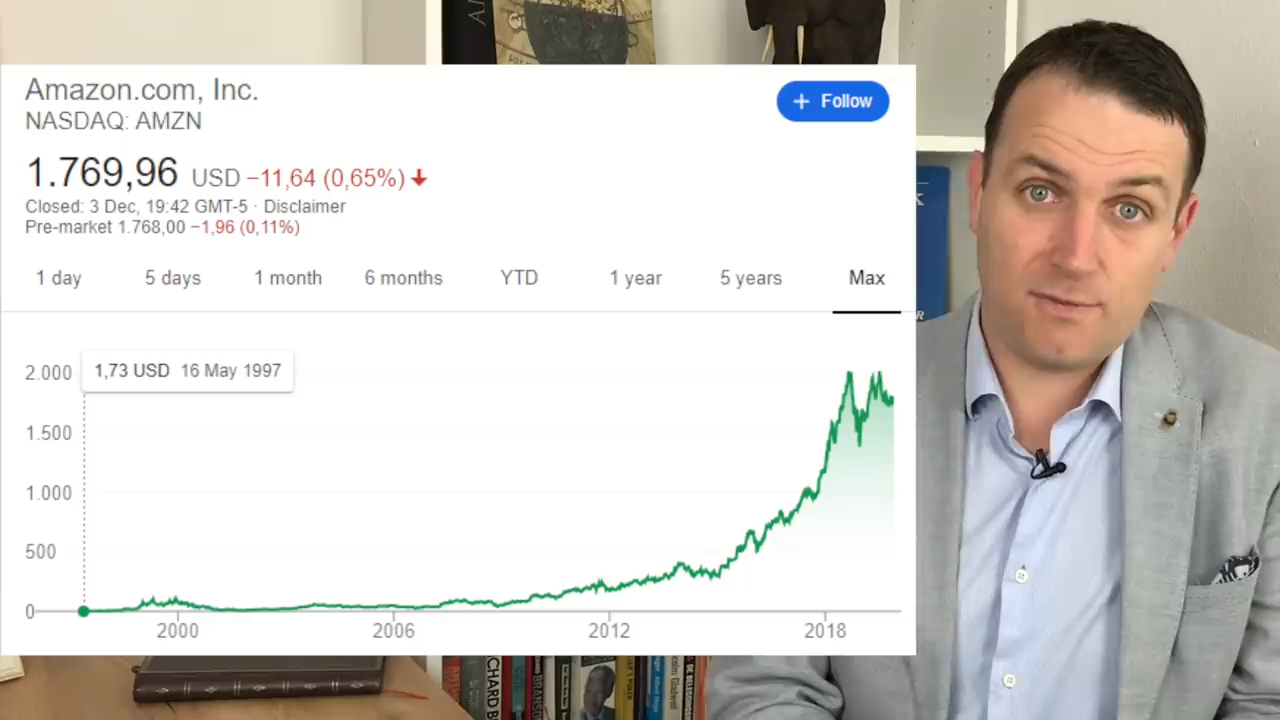 Amazon.com, Inc.
NASDAQ: AMZN
+ Follow
1.769,96 USD −11,64 (0,65%)
Closed: 3 Dec, 19:42 GMT-5 · Disclaimer
Pre-market 1.768,00 −1,96 (0,11%)
1 day 5 days 1 month 6 months YTD 1 year 5 years Max
1,73 USD 16 May 1997
2.000
1.500
1.000
500
0
2000 2006 2012 2018
BRANSON